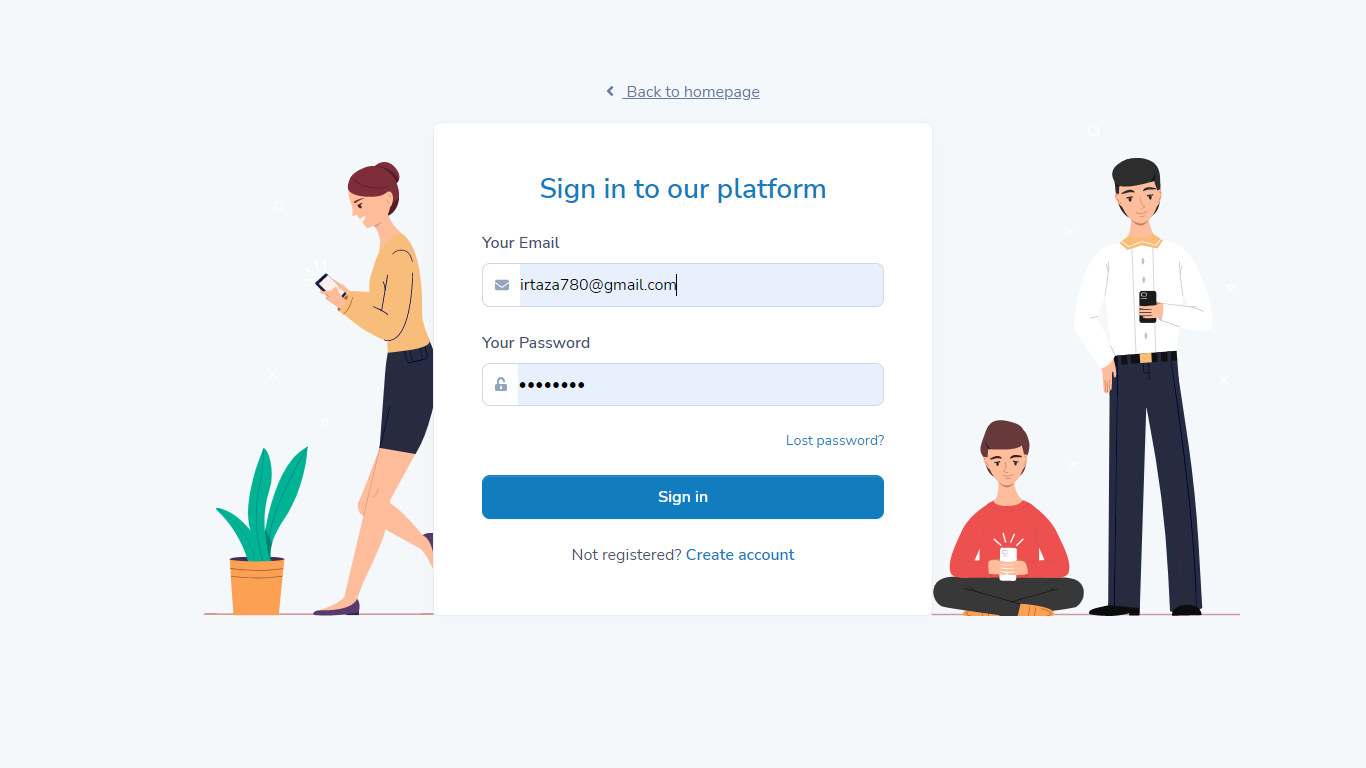 Back to homepage
Sign in to our platform
Your Email
irtaza780@gmail.com
Your Password
••••••••
Lost password?
Sign in
Not registered? Create account